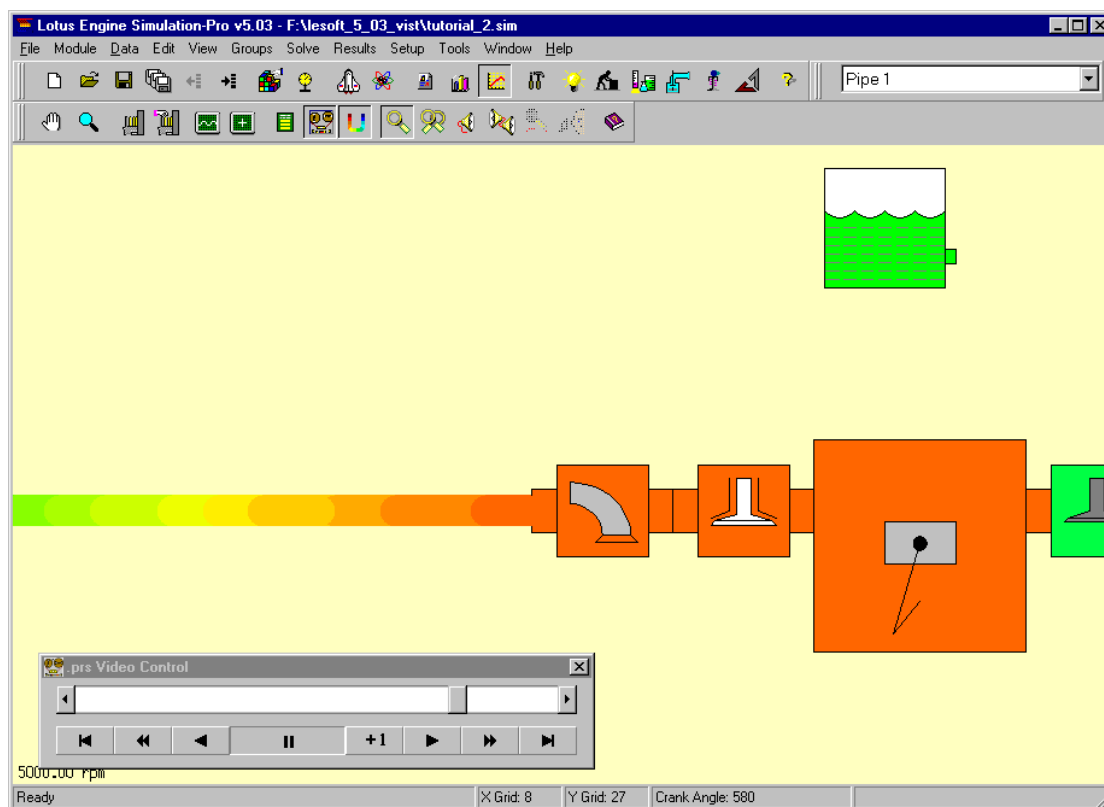 Lotus Engine Simulation-Pro v5.03 - F:\lesoft_5_03_vist\tutorial_2.sim
File Module Data Edit View Groups Solve Results Setup Tools Window Help
Pipe 1
.prs Video Control
+1
5000.00 rpm
Ready X Grid: 8 Y Grid: 27 Crank Angle: 580